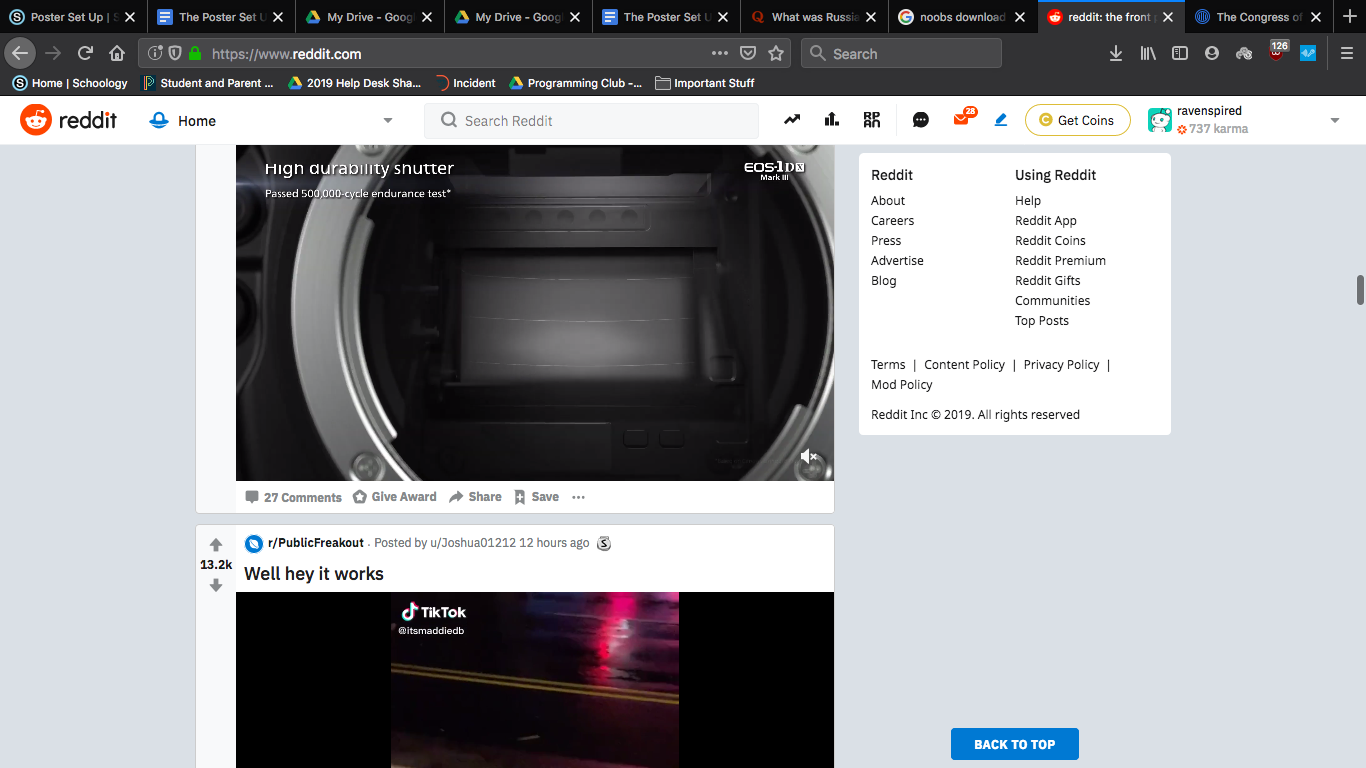 Poster Set Up | S
The Poster Set U
My Drive - Googl
My Drive - Googl
The Poster Set U
What was Russia
noobs download
reddit: the front p
The Congress of
https://www.reddit.com
Search
126
Home | Schoology
Student and Parent ...
2019 Help Desk Sha...
Incident
Programming Club -...
Important Stuff
reddit
Home
Search Reddit
28
Get Coins
ravenspired
737 karma
High durability shutter
Passed 500,000-cycle endurance test*
EOS-1DX
Mark III
27 Comments
Give Award
Share
Save
Reddit
Using Reddit
About
Help
Careers
Reddit App
Press
Reddit Coins
Advertise
Reddit Premium
Blog
Reddit Gifts
Communities
Top Posts
Terms | Content Policy | Privacy Policy |
Mod Policy
Reddit Inc © 2019. All rights reserved
r/PublicFreakout · Posted by u/Joshua01212 12 hours ago
S
13.2k
Well hey it works
TikTok
@itsmaddiedb
BACK TO TOP